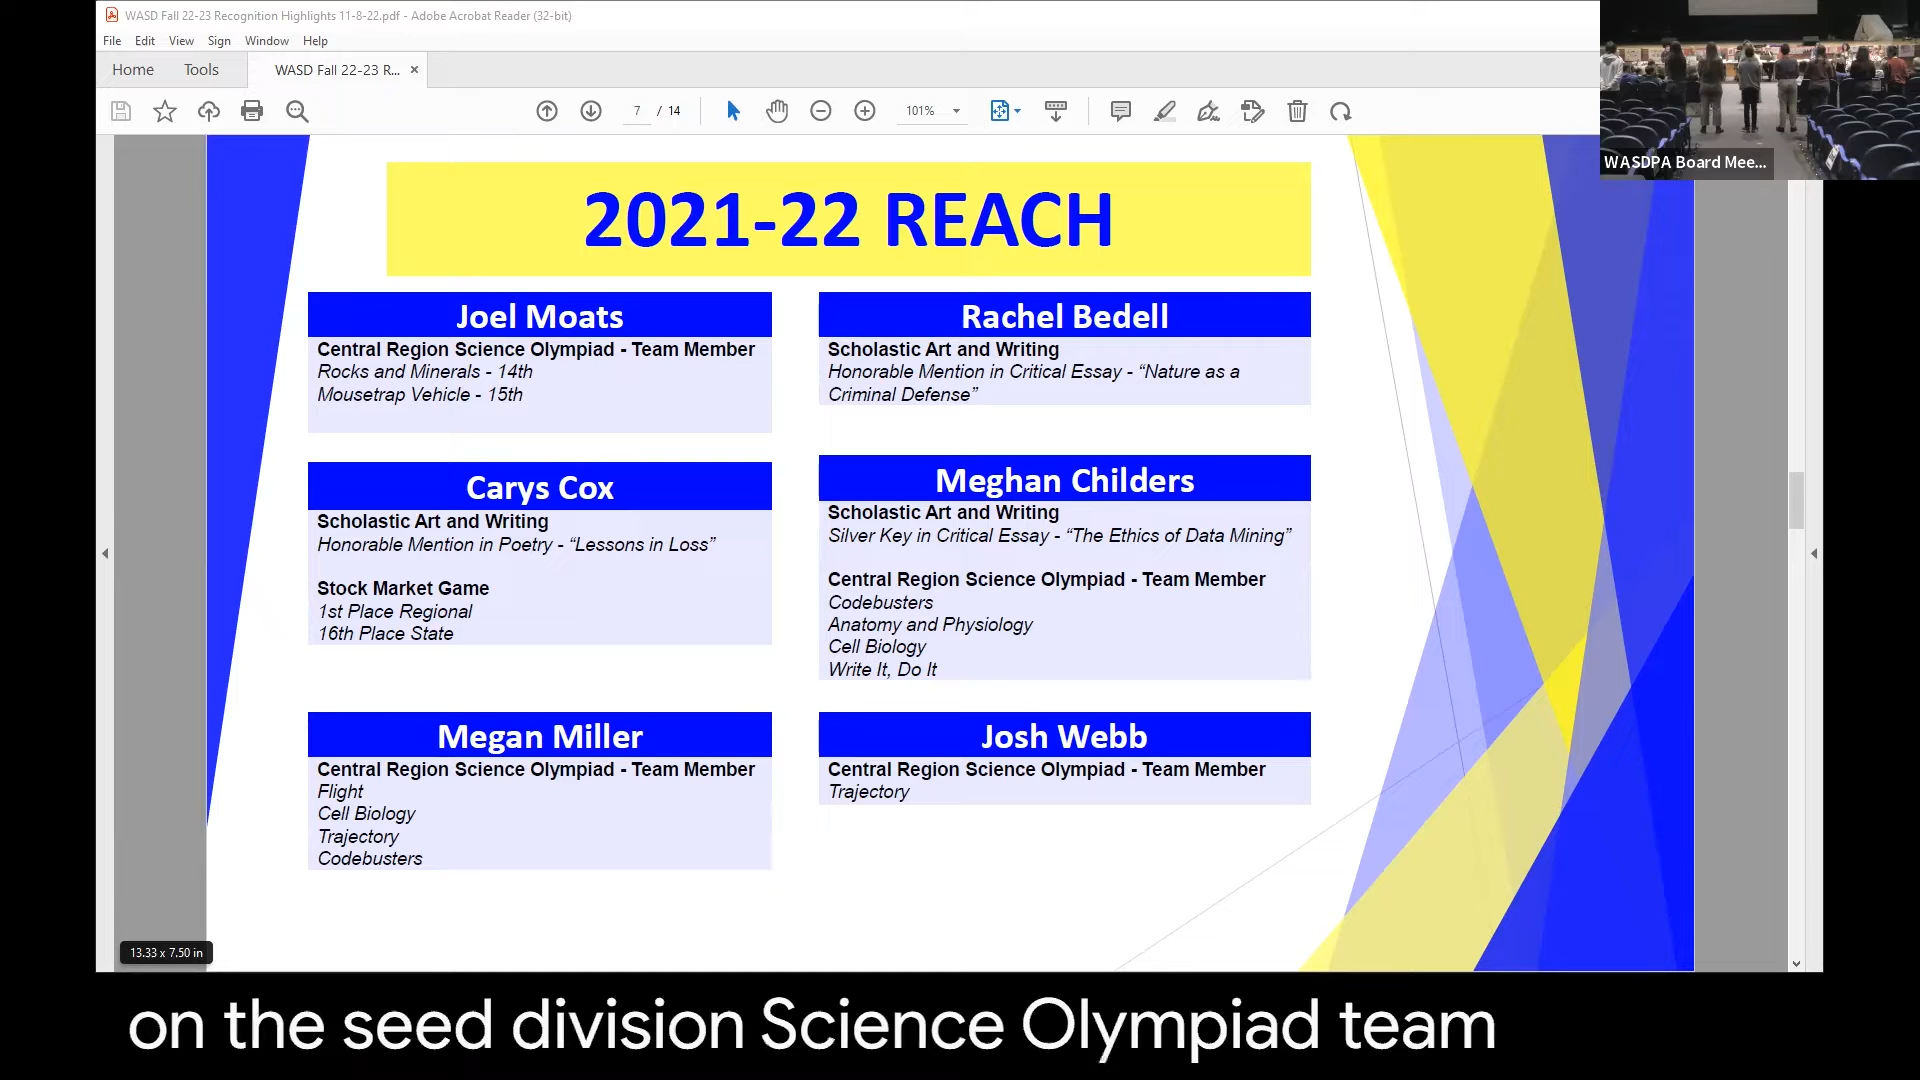 WASD Fall 22-23 Recognition Highlights 11-8-22.pdf - Adobe Acrobat Reader (32-bit)
File Edit View Sign Window Help
Home Tools WASD Fall 22-23 R... ×
7 / 14 101%
WASDPA Board Mee...
2021-22 REACH
Joel Moats
Central Region Science Olympiad - Team Member
Rocks and Minerals - 14th
Mousetrap Vehicle - 15th
Rachel Bedell
Scholastic Art and Writing
Honorable Mention in Critical Essay - “Nature as a
Criminal Defense”
Carys Cox
Scholastic Art and Writing
Honorable Mention in Poetry - “Lessons in Loss”
Stock Market Game
1st Place Regional
16th Place State
Meghan Childers
Scholastic Art and Writing
Silver Key in Critical Essay - “The Ethics of Data Mining”
Central Region Science Olympiad - Team Member
Codebusters
Anatomy and Physiology
Cell Biology
Write It, Do It
Megan Miller
Central Region Science Olympiad - Team Member
Flight
Cell Biology
Trajectory
Codebusters
Josh Webb
Central Region Science Olympiad - Team Member
Trajectory
13.33 x 7.50 in
on the seed division Science Olympiad team